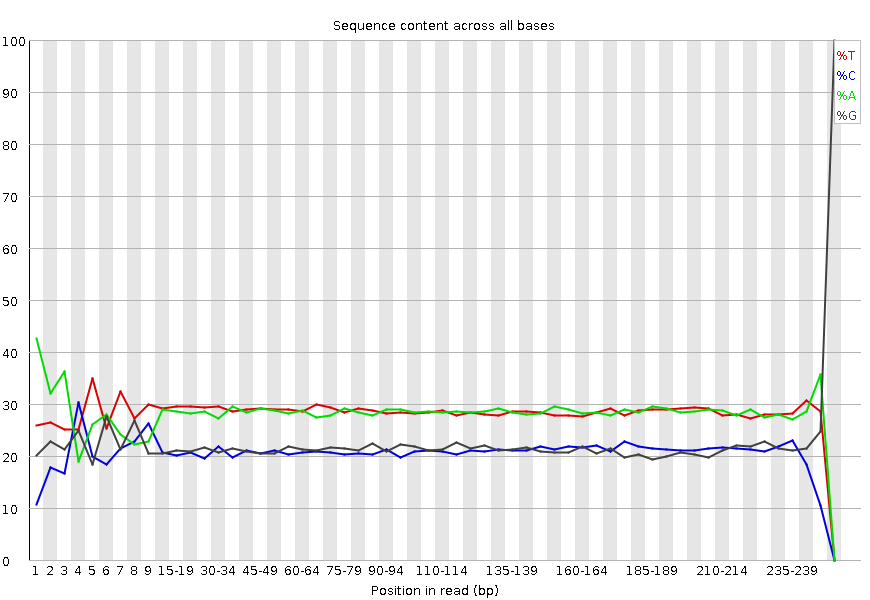 Sequence content across all bases
100
90
80
70
60
50
40
30
20
10
0
%T
%C
%A
%G
1 2 3 4 5 6 7 8 9 15-19 30-34 45-49 60-64 75-79 90-94 110-114 135-139 160-164 185-189 210-214 235-239
Position in read (bp)